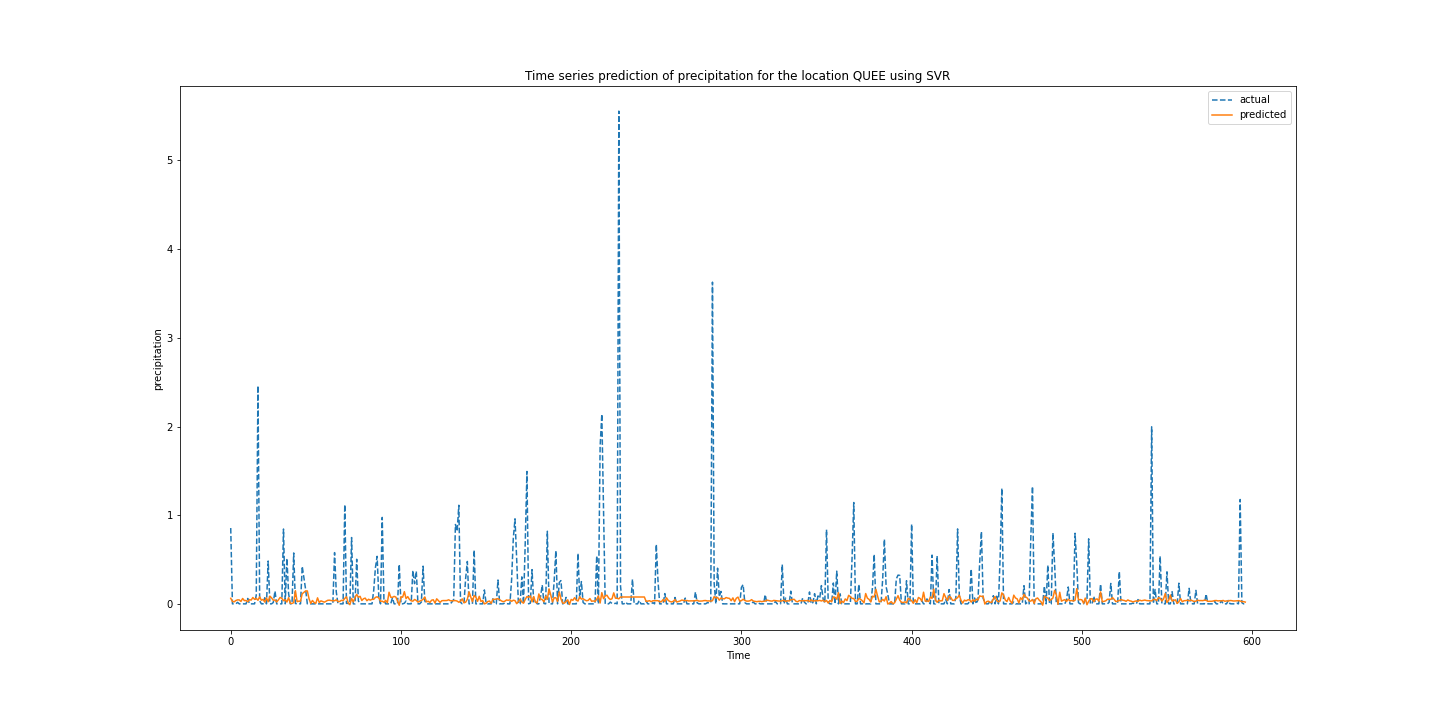 Time series prediction of precipitation for the location QUEE using SVR
actual
predicted
5
4
3
2
1
0
precipitation
0 100 200 300 400 500 600
Time